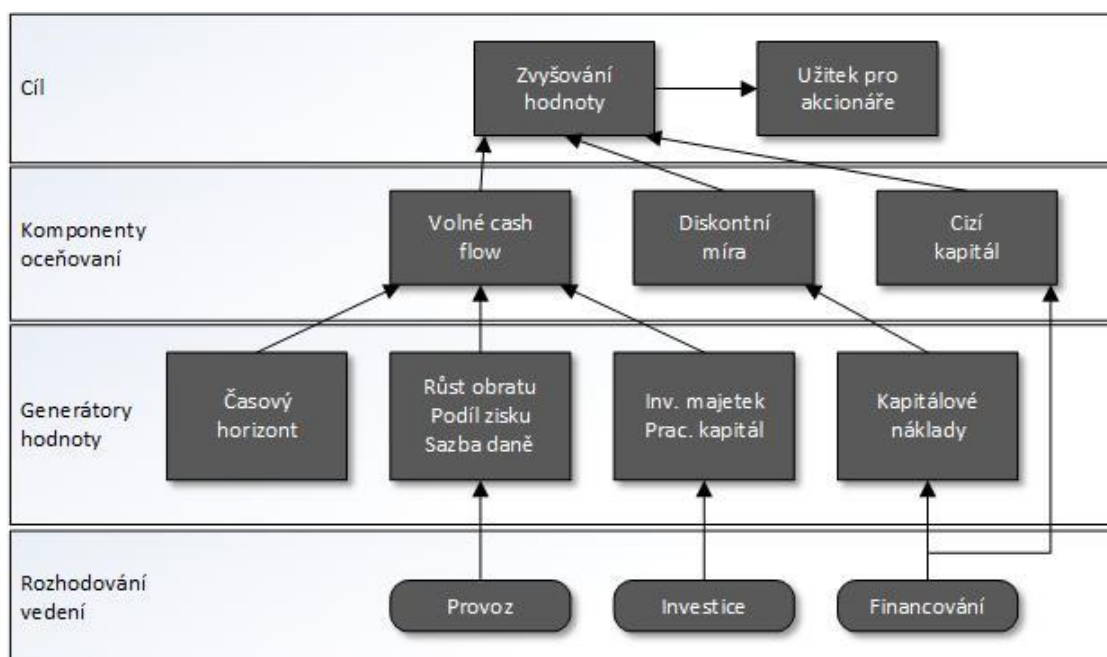 Cíl
Zvyšování
hodnoty
Užitek pro
akcionáře
Komponenty
oceňovaní
Volné cash
flow
Diskontní
míra
Cizí
kapitál
Generátory
hodnoty
Časový
horizont
Růst obratu
Podíl zisku
Sazba daně
Inv. majetek
Prac. kapitál
Kapitálové
náklady
Rozhodování
vedení
Provoz
Investice
Financování